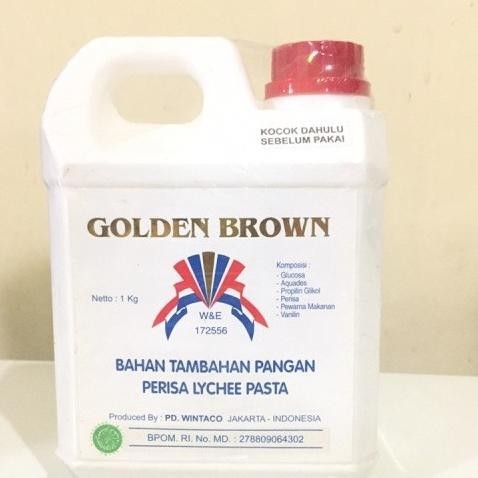 KOCOK DAHULU
SEBELUM PAKAI
GOLDEN BROWN
Netto : 1 Kg
W&E
172556
Komposisi :
- Glucosa
- Aquades
- Propilin Glikol
- Perisa
- Pewarna Makanan
- Vanilin
BAHAN TAMBAHAN PANGAN
PERISA LYCHEE PASTA
Produced By : PD. WINTACO JAKARTA - INDONESIA
BPOM. RI. No. MD. : 278809064302